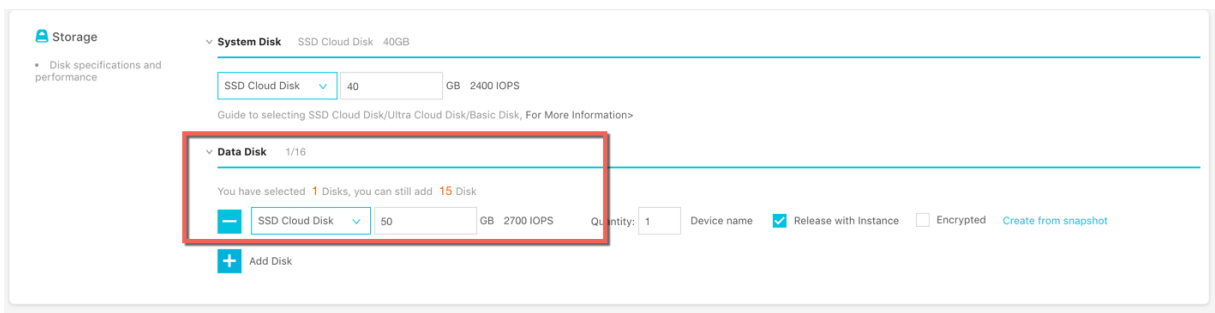 Storage
• Disk specifications and
performance
System Disk SSD Cloud Disk 40GB
SSD Cloud Disk 40 GB 2400 IOPS
Guide to selecting SSD Cloud Disk/Ultra Cloud Disk/Basic Disk, For More Information>
Data Disk 1/16
You have selected 1 Disks, you can still add 15 Disk
SSD Cloud Disk 50 GB 2700 IOPS Quantity: 1 Device name Release with Instance Encrypted Create from snapshot
Add Disk